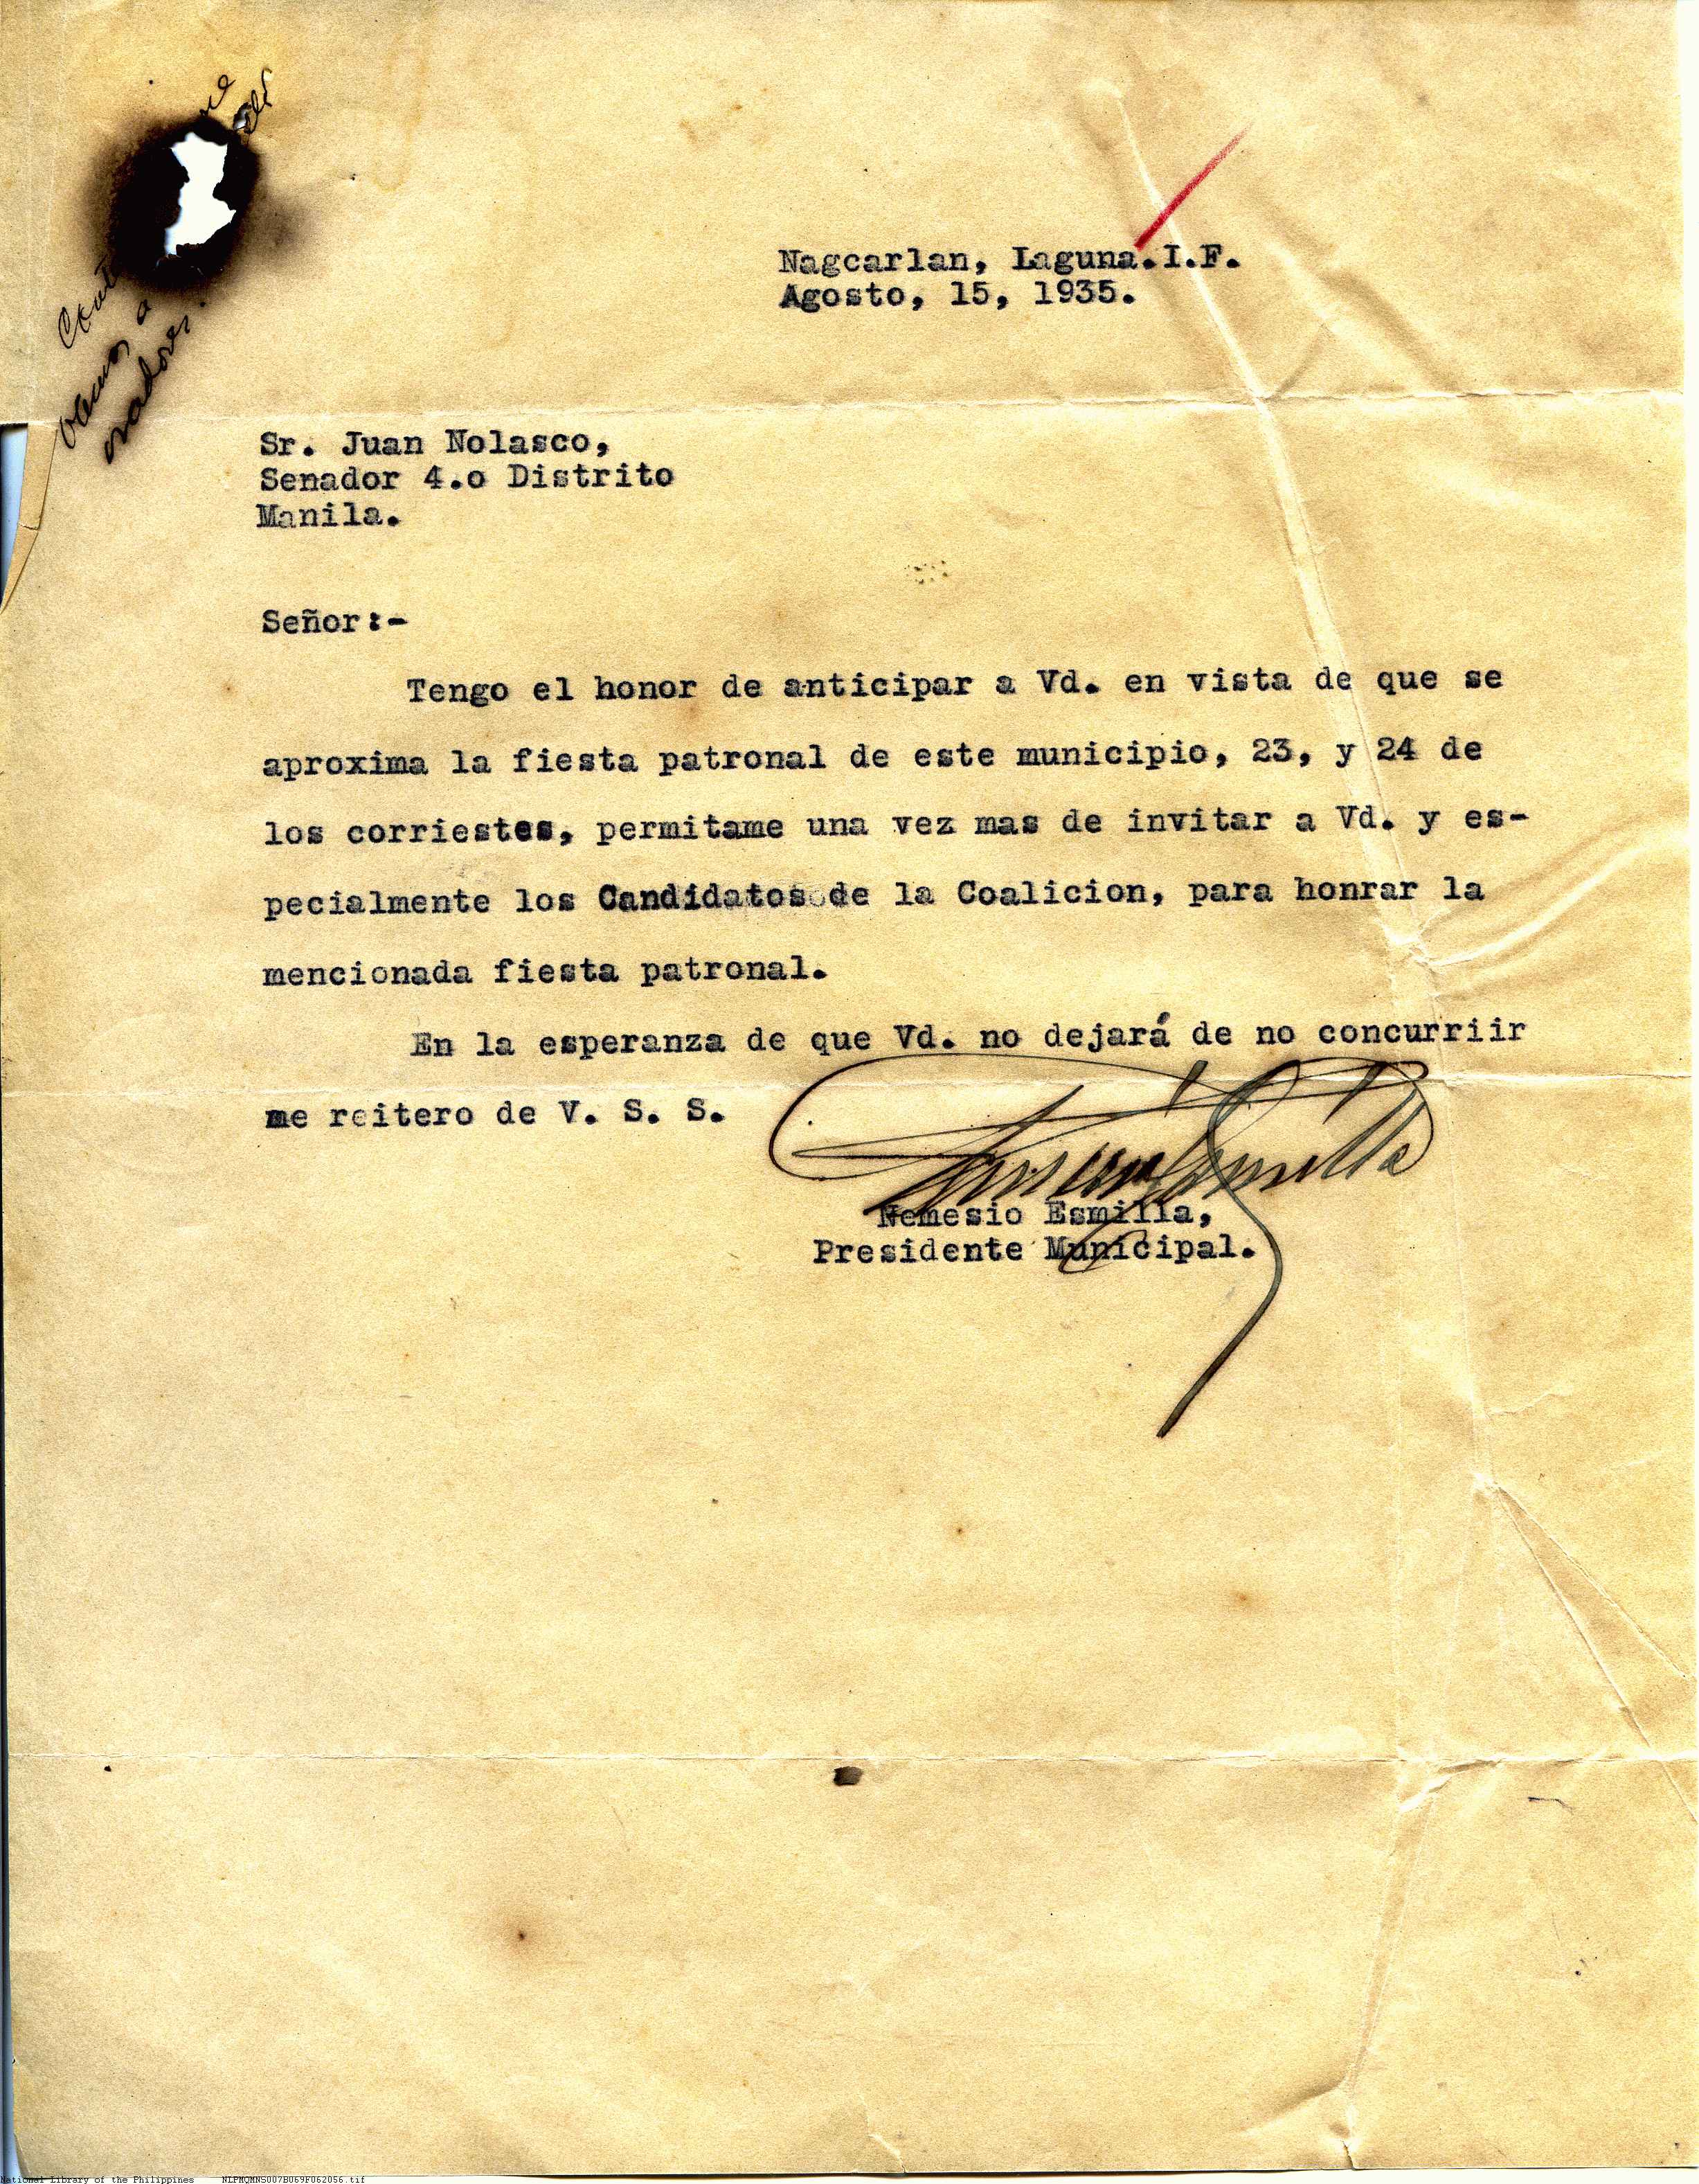 oradores.
Nagcarlan, Laguna.I.F.
Agosto, 15, 1935.
Sr. Juan Nolasco,
Senador 4.o Distrito
Manila.
Señor:-
Tengo el honor de anticipar a Vd. en vista de que se
aproxima la fiesta patronal de este municipio, 23, y 24 de
los corriestes, permitame una vez mas de invitar a Vd. y es-
pecialmente los Candidatos de la Coalicion, para honrar la
mencionada fiesta patronal.
En la esperanza de que Vd. no dejará de no concurriir
me reitero de V. S. S.
Nemesio Esmilla,
Presidente Municipal.
National Library of the Philippines NLPMQMNS007B069F062056.tif